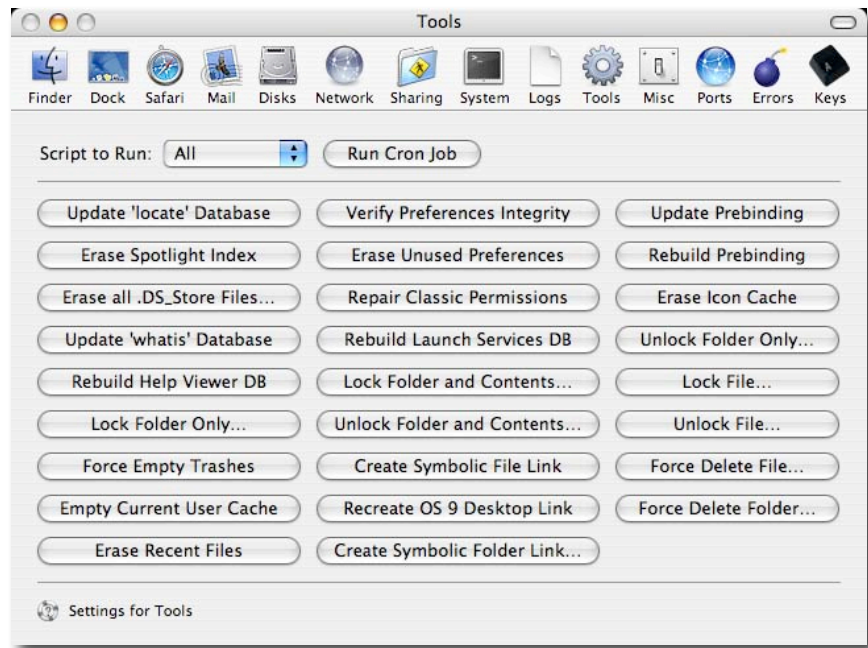 Tools
Finder Dock Safari Mail Disks Network Sharing System Logs Tools Misc Ports Errors Keys
Script to Run: All Run Cron Job
Update 'locate' Database Verify Preferences Integrity Update Prebinding
Erase Spotlight Index Erase Unused Preferences Rebuild Prebinding
Erase all .DS_Store Files... Repair Classic Permissions Erase Icon Cache
Update 'whatis' Database Rebuild Launch Services DB Unlock Folder Only...
Rebuild Help Viewer DB Lock Folder and Contents... Lock File...
Lock Folder Only... Unlock Folder and Contents... Unlock File...
Force Empty Trashes Create Symbolic File Link Force Delete File...
Empty Current User Cache Recreate OS 9 Desktop Link Force Delete Folder...
Erase Recent Files Create Symbolic Folder Link...
Settings for Tools